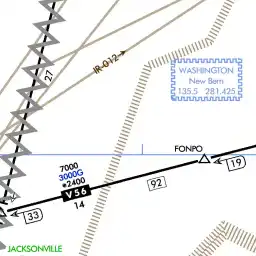 IR-012
27
WASHINGTON
New Bern
135.5 281.425
FONPO
19
7000
3000G
*2400
V 56
92
14
33
JACKSONVILLE